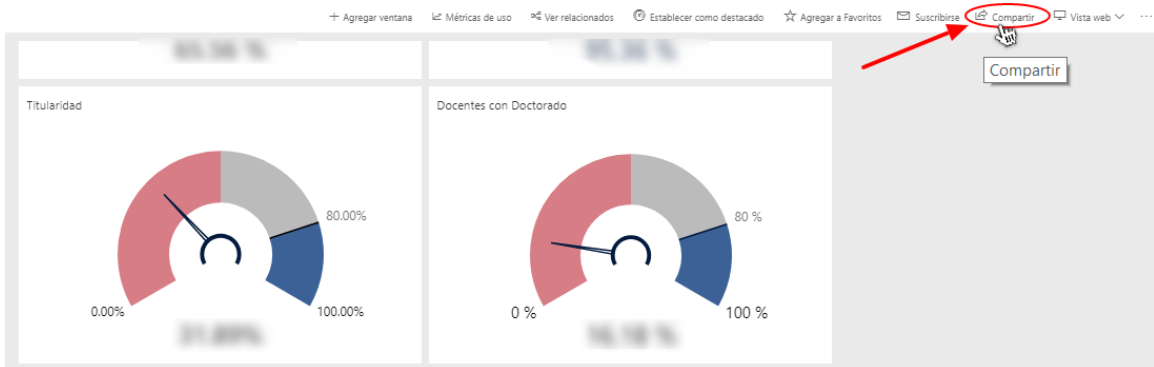 Agregar ventana Métricas de uso Ver relacionados Establecer como destacado Agregar a Favoritos Suscribirse Compartir Vista web ...
Compartir
Titularidad Docentes con Doctorado
80.00% 80 %
0.00% 100.00% 0 % 100 %